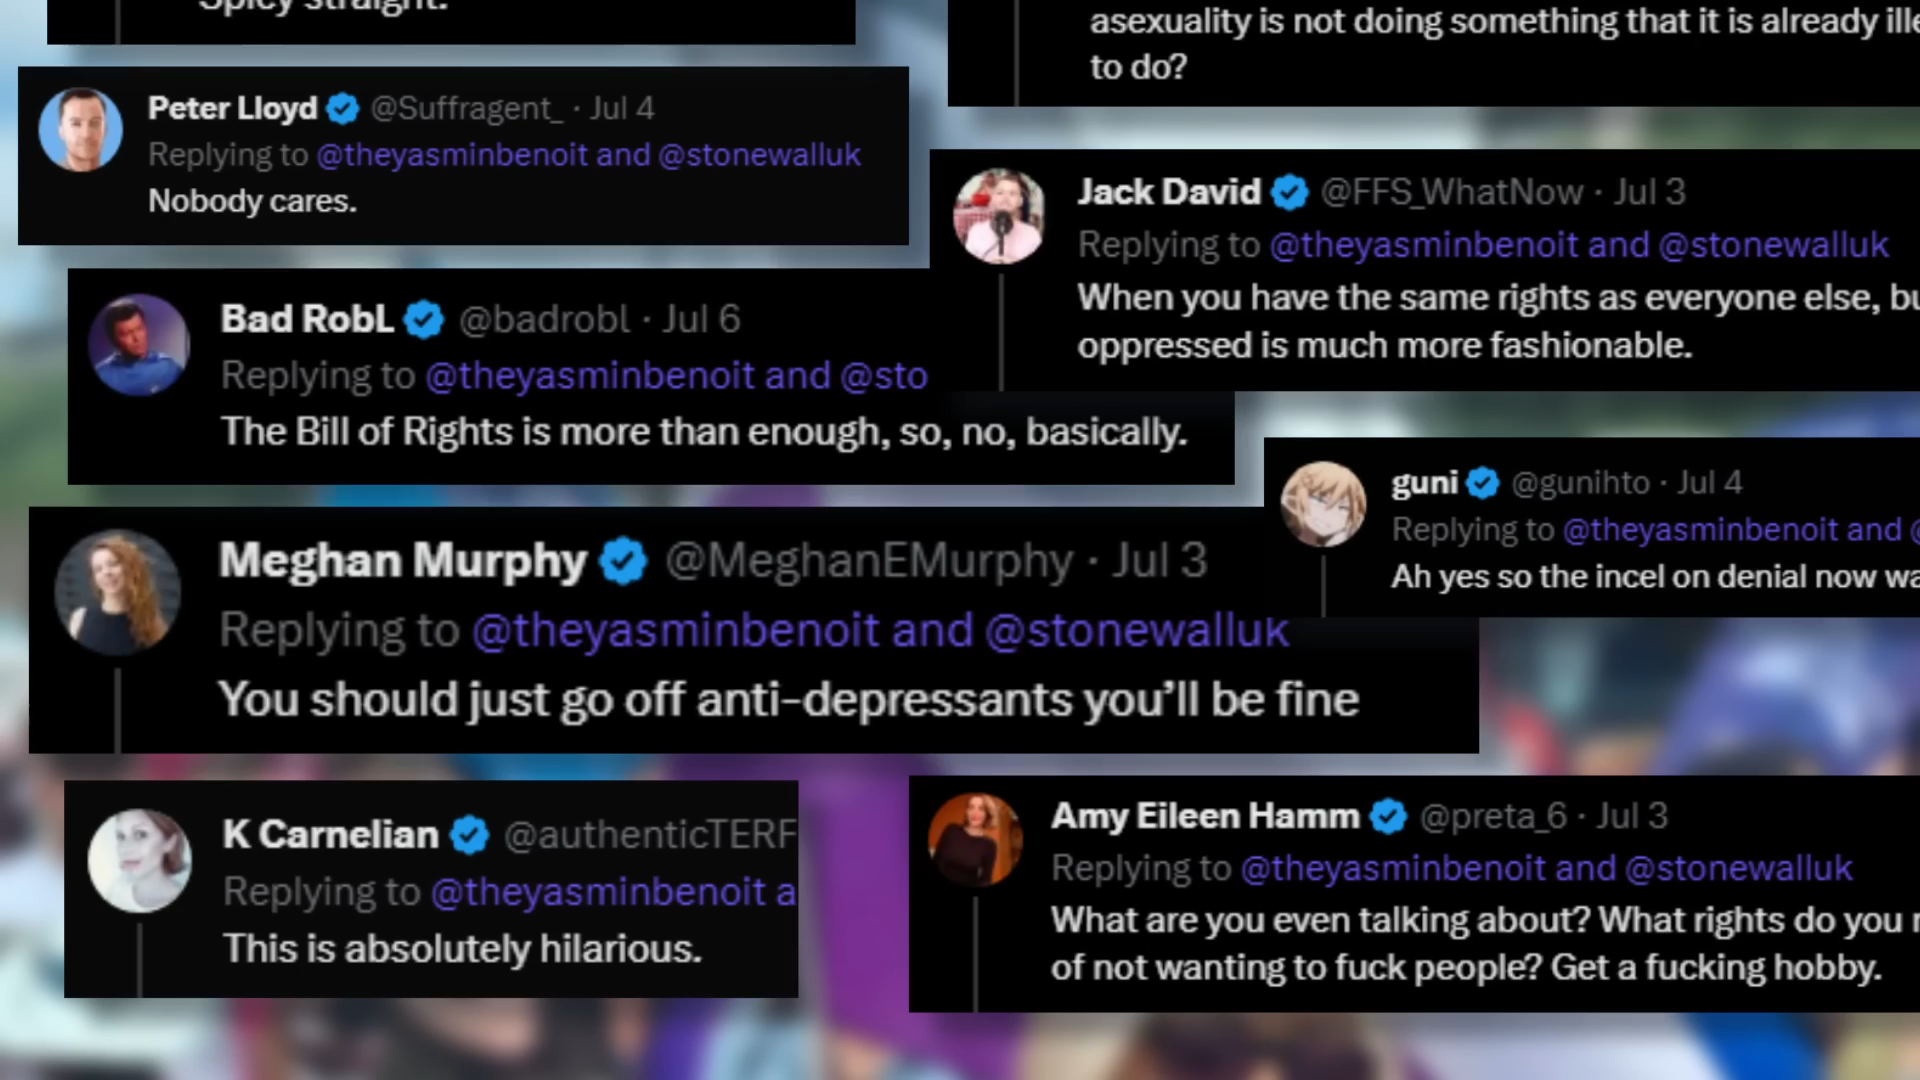 Spicy straight.
asexuality is not doing something that it is already
to do?
Peter Lloyd @Suffragent_ · Jul 4
Replying to @theyasminbenoit and @stonewalluk
Nobody cares.
Jack David @FFS_WhatNow · Jul 3
Replying to @theyasminbenoit and @stonewalluk
When you have the same rights as everyone else,
oppressed is much more fashionable.
Bad RobL @badrobl · Jul 6
Replying to @theyasminbenoit and @sto
The Bill of Rights is more than enough, so, no, basically.
guni @gunihto · Jul 4
Replying to @theyasminbenoit and
Ah yes so the incel on denial now
Meghan Murphy @MeghanEMurphy · Jul 3
Replying to @theyasminbenoit and @stonewalluk
You should just go off anti-depressants you’ll be fine
K Carnelian @authenticTERF
Replying to @theyasminbenoit a
This is absolutely hilarious.
Amy Eileen Hamm @preta_6 · Jul 3
Replying to @theyasminbenoit and @stonewalluk
What are you even talking about? What rights do you
of not wanting to fuck people? Get a fucking hobby.